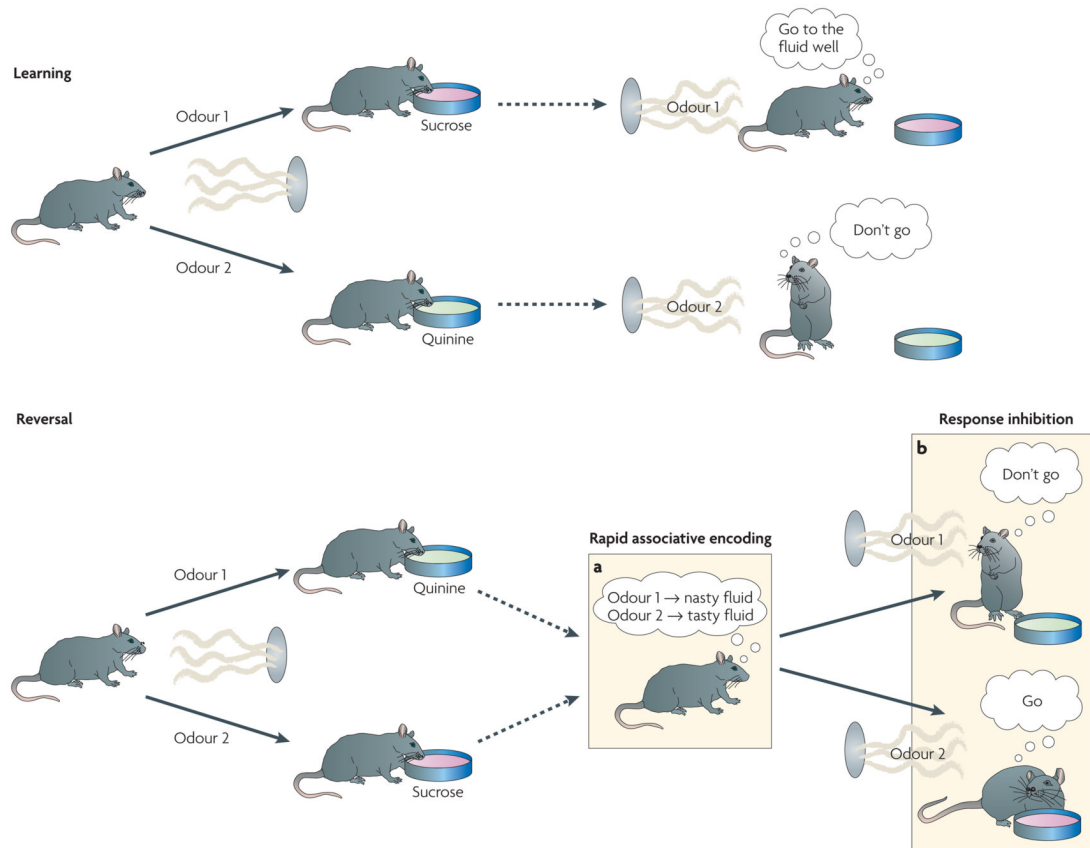 Learning
Odour 1
Sucrose
Odour 1
Go to the
fluid well
Odour 2
Quinine
Odour 2
Don't go
Reversal
Odour 1
Quinine
Odour 2
Sucrose
Rapid associative encoding
a
Odour 1 → nasty fluid
Odour 2 → tasty fluid
Response inhibition
b
Don't go
Odour 1
Go
Odour 2